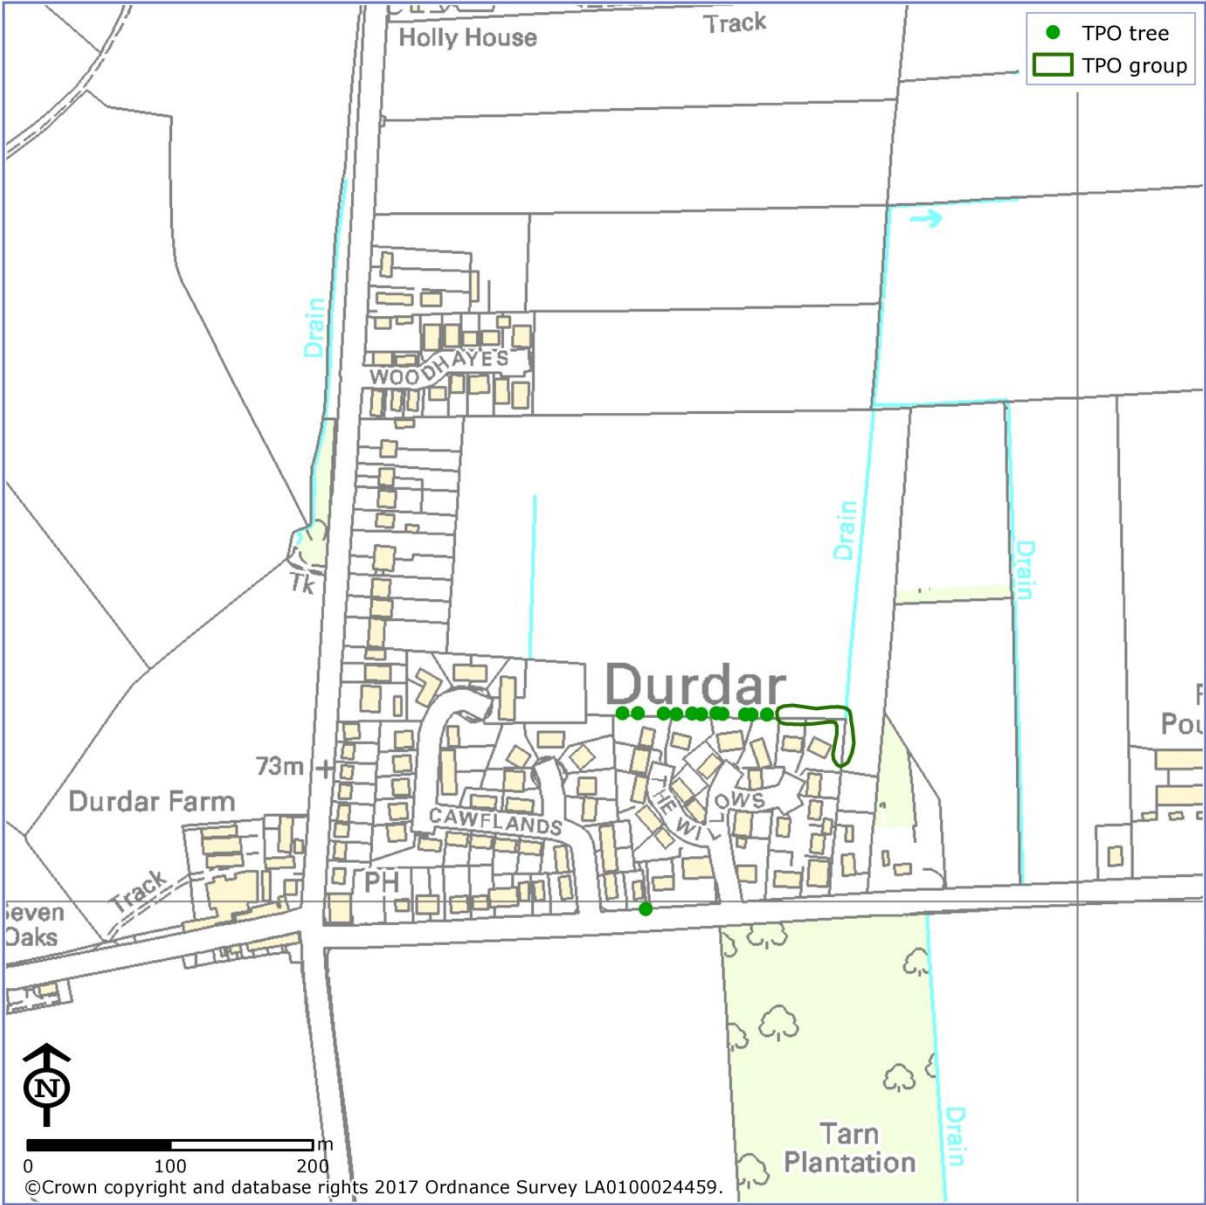 Holly House
Track
TPO tree
TPO group
Drain
WOODHAYES
Drain
Drain
Tk
Durdar
73m
Durdar Farm
CAWFLANDS
THE WILLOWS
PH
Track
Seven
Oaks
Pou
N
Tarn
Plantation
Drain
m
0 100 200
©Crown copyright and database rights 2017 Ordnance Survey LA0100024459.